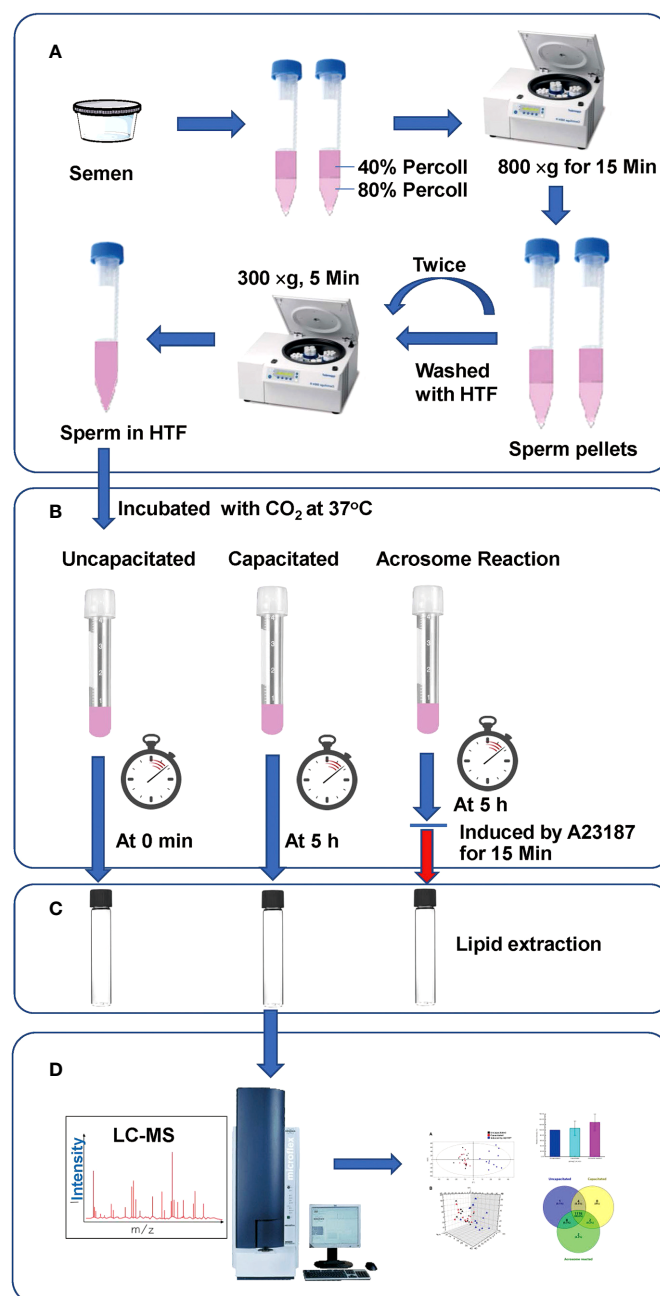 A
Semen
40% Percoll
80% Percoll
800 ×g for 15 Min
300 ×g, 5 Min
Twice
Washed
with HTF
Sperm in HTF
Sperm pellets
B
Incubated with CO₂ at 37°C
Uncapacitated
Capacitated
Acrosome Reaction
At 0 min
At 5 h
At 5 h
Induced by A23187
for 15 Min
C
Lipid extraction
D
LC-MS
Intensity
m/z
microflex
A
B
Uncapacitated
Capacitated
Acrosome reacted